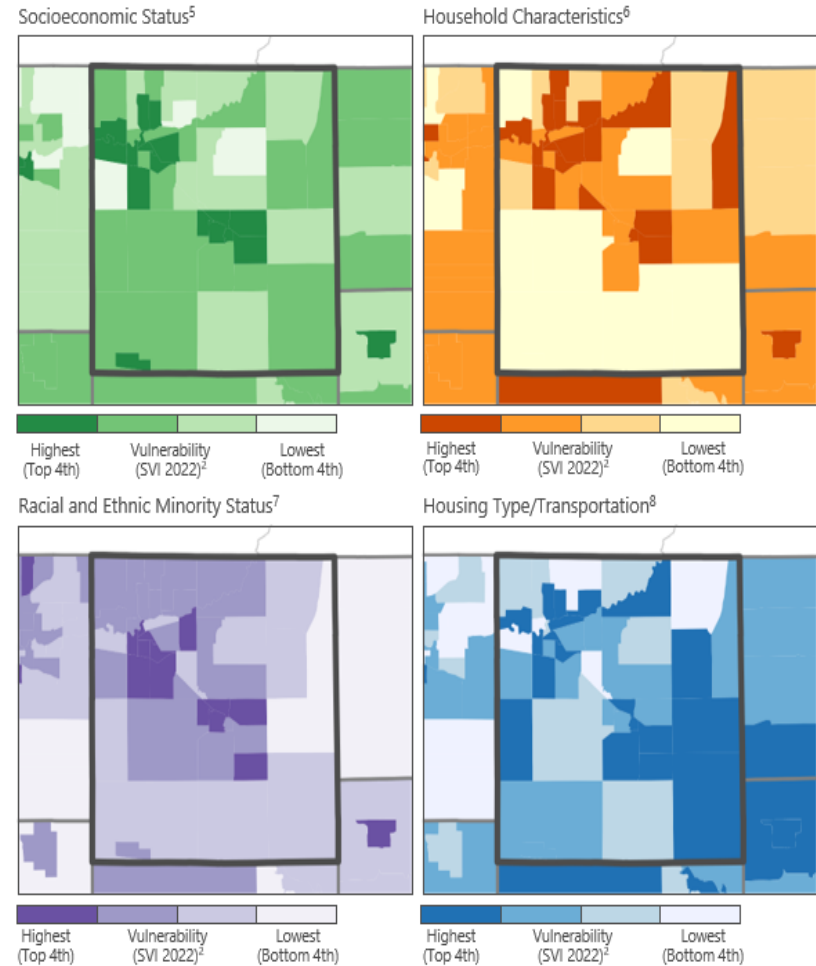 Socioeconomic Status⁵
Household Characteristics⁶
Highest
(Top 4th)
Vulnerability
(SVI 2022)²
Lowest
(Bottom 4th)
Highest
(Top 4th)
Vulnerability
(SVI 2022)²
Lowest
(Bottom 4th)
Racial and Ethnic Minority Status⁷
Housing Type/Transportation⁸
Highest
(Top 4th)
Vulnerability
(SVI 2022)²
Lowest
(Bottom 4th)
Highest
(Top 4th)
Vulnerability
(SVI 2022)²
Lowest
(Bottom 4th)